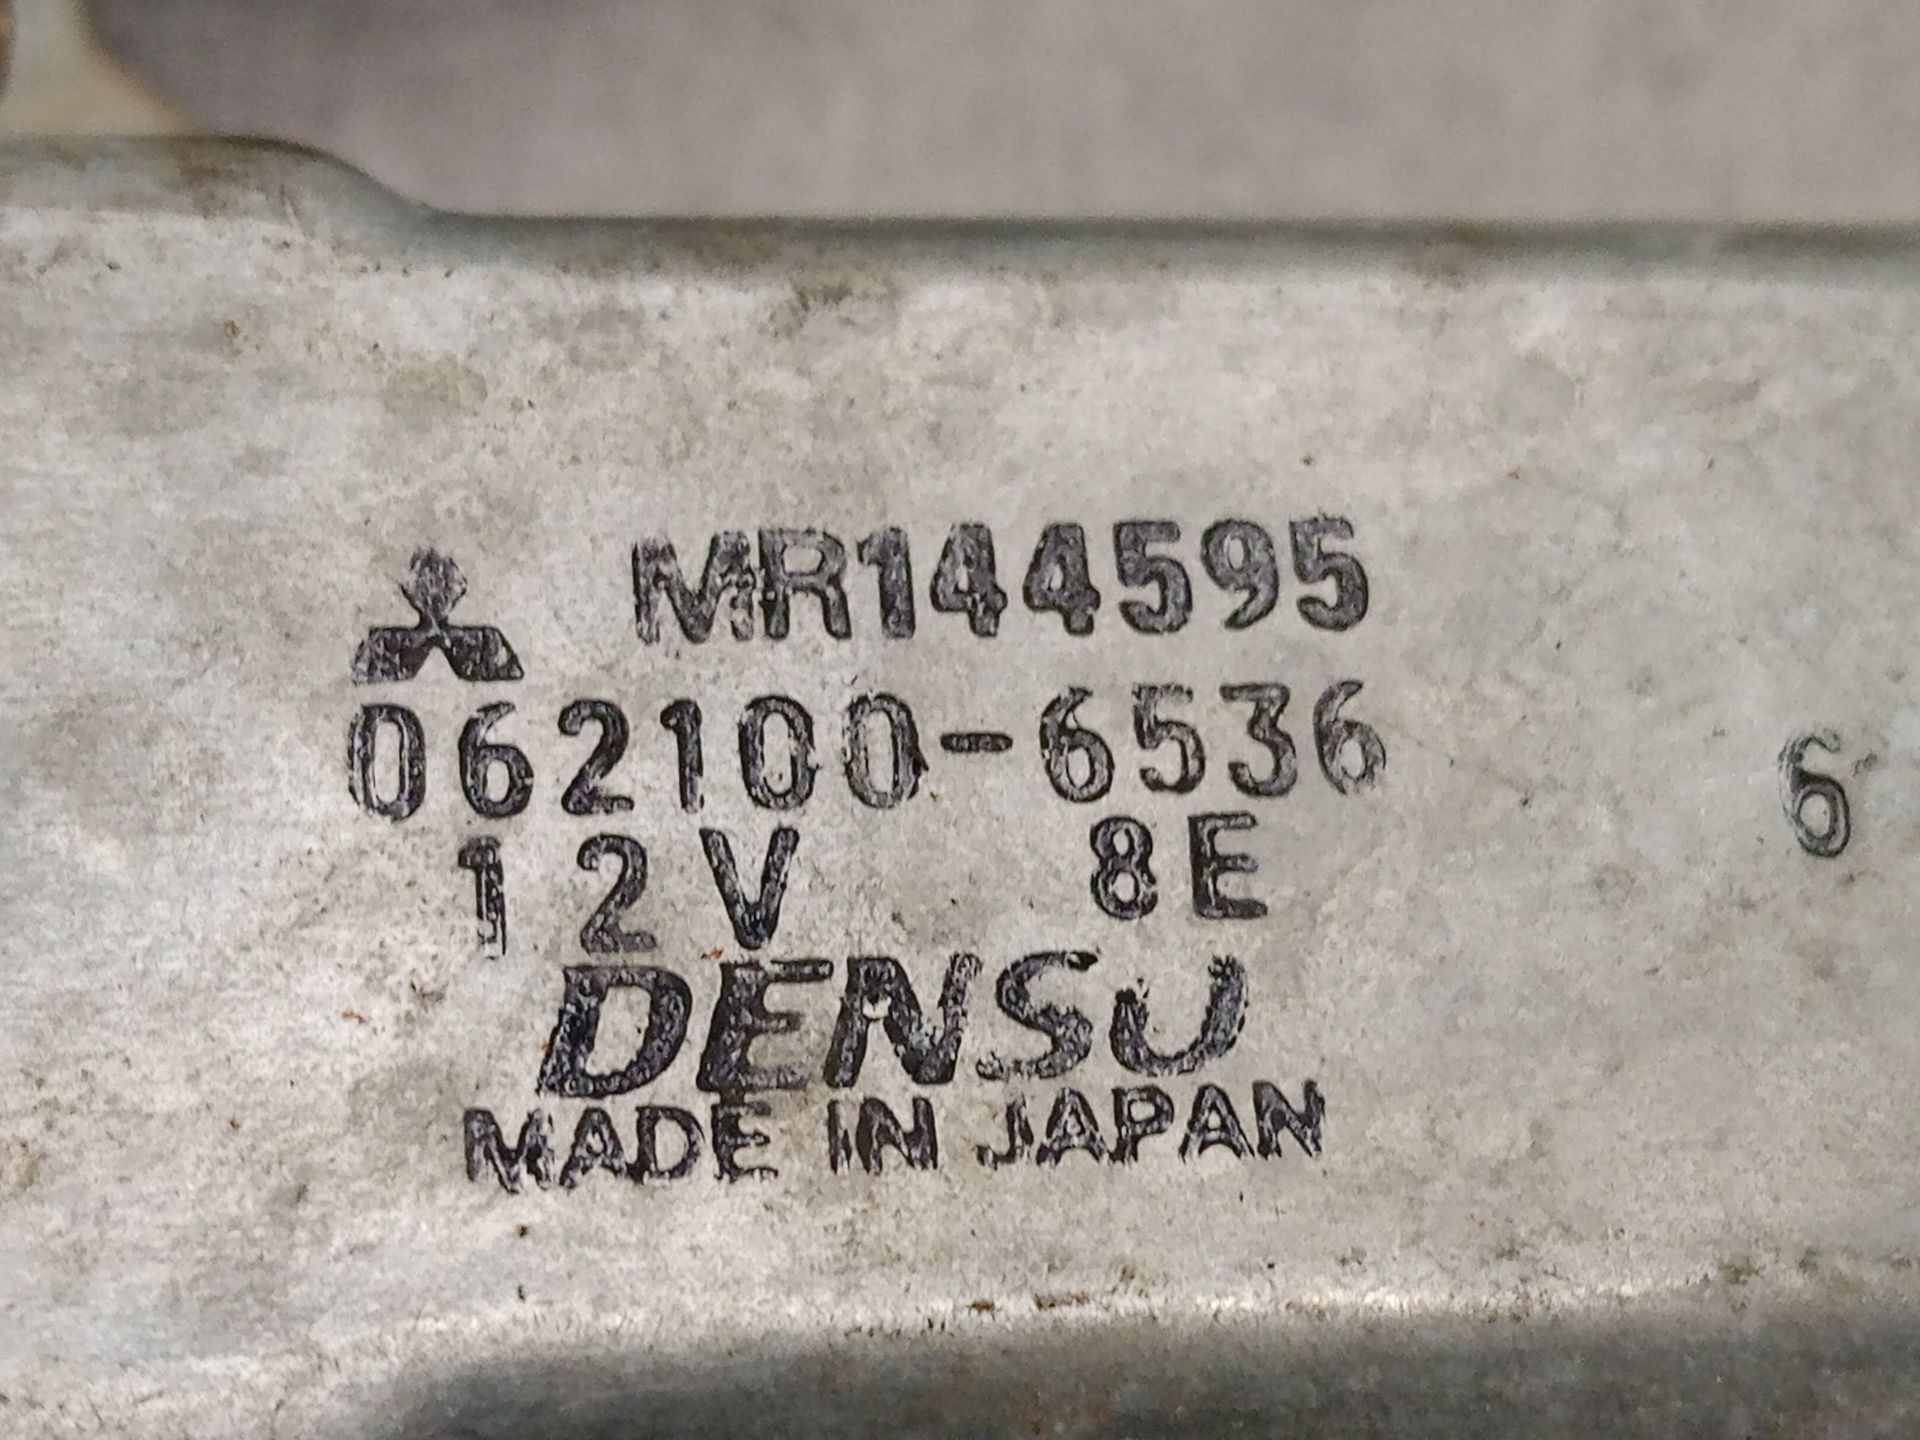 MR144595
062100-6536 6
12V 8E
DENSO
MADE IN JAPAN